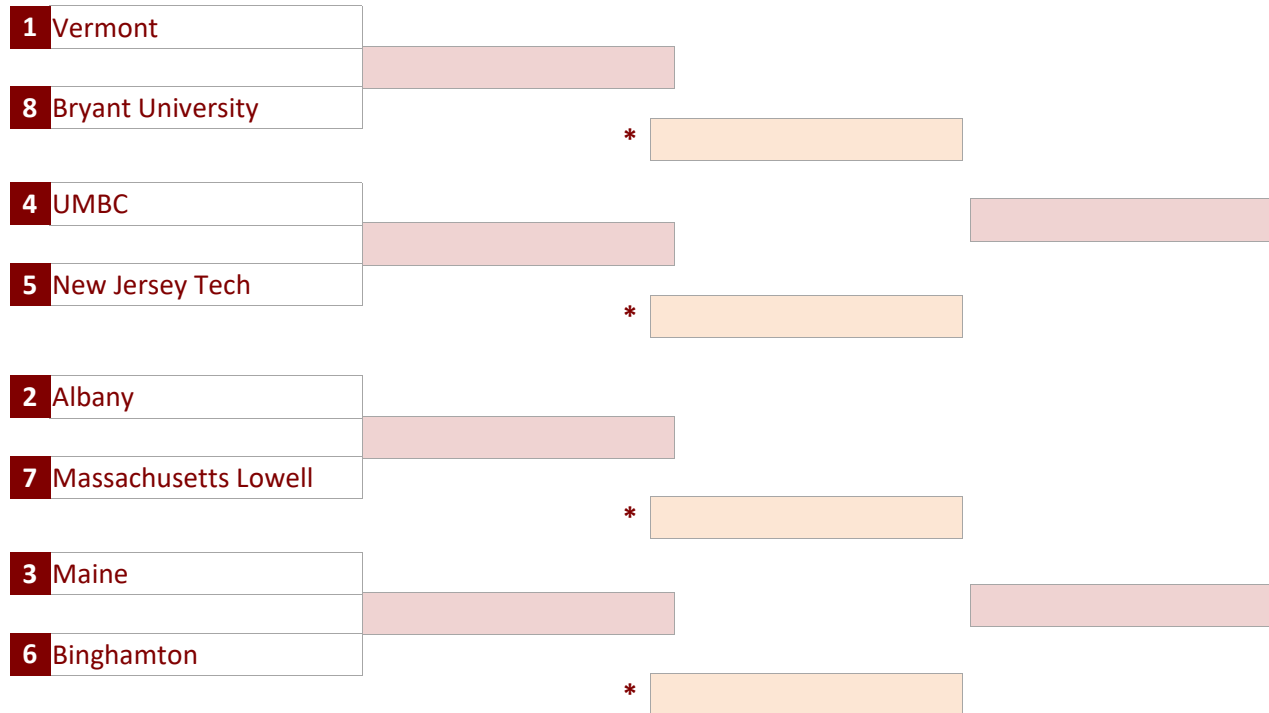 1 Vermont
8 Bryant University
*
4 UMBC
5 New Jersey Tech
*
2 Albany
7 Massachusetts Lowell
*
3 Maine
6 Binghamton
*